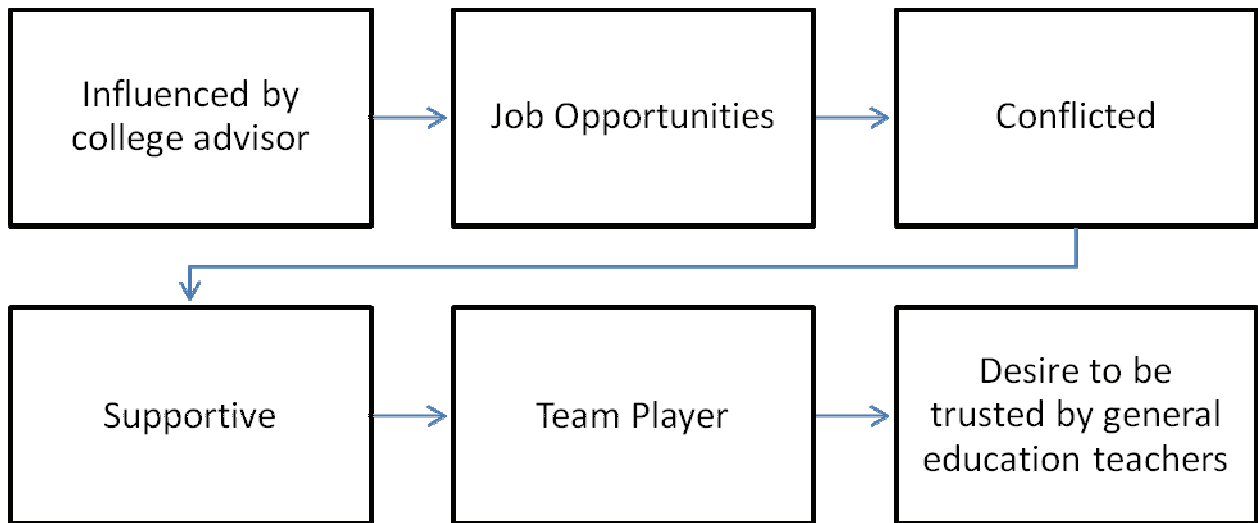 Influenced by
college advisor
Job Opportunities
Conflicted
Supportive
Team Player
Desire to be
trusted by general
education teachers